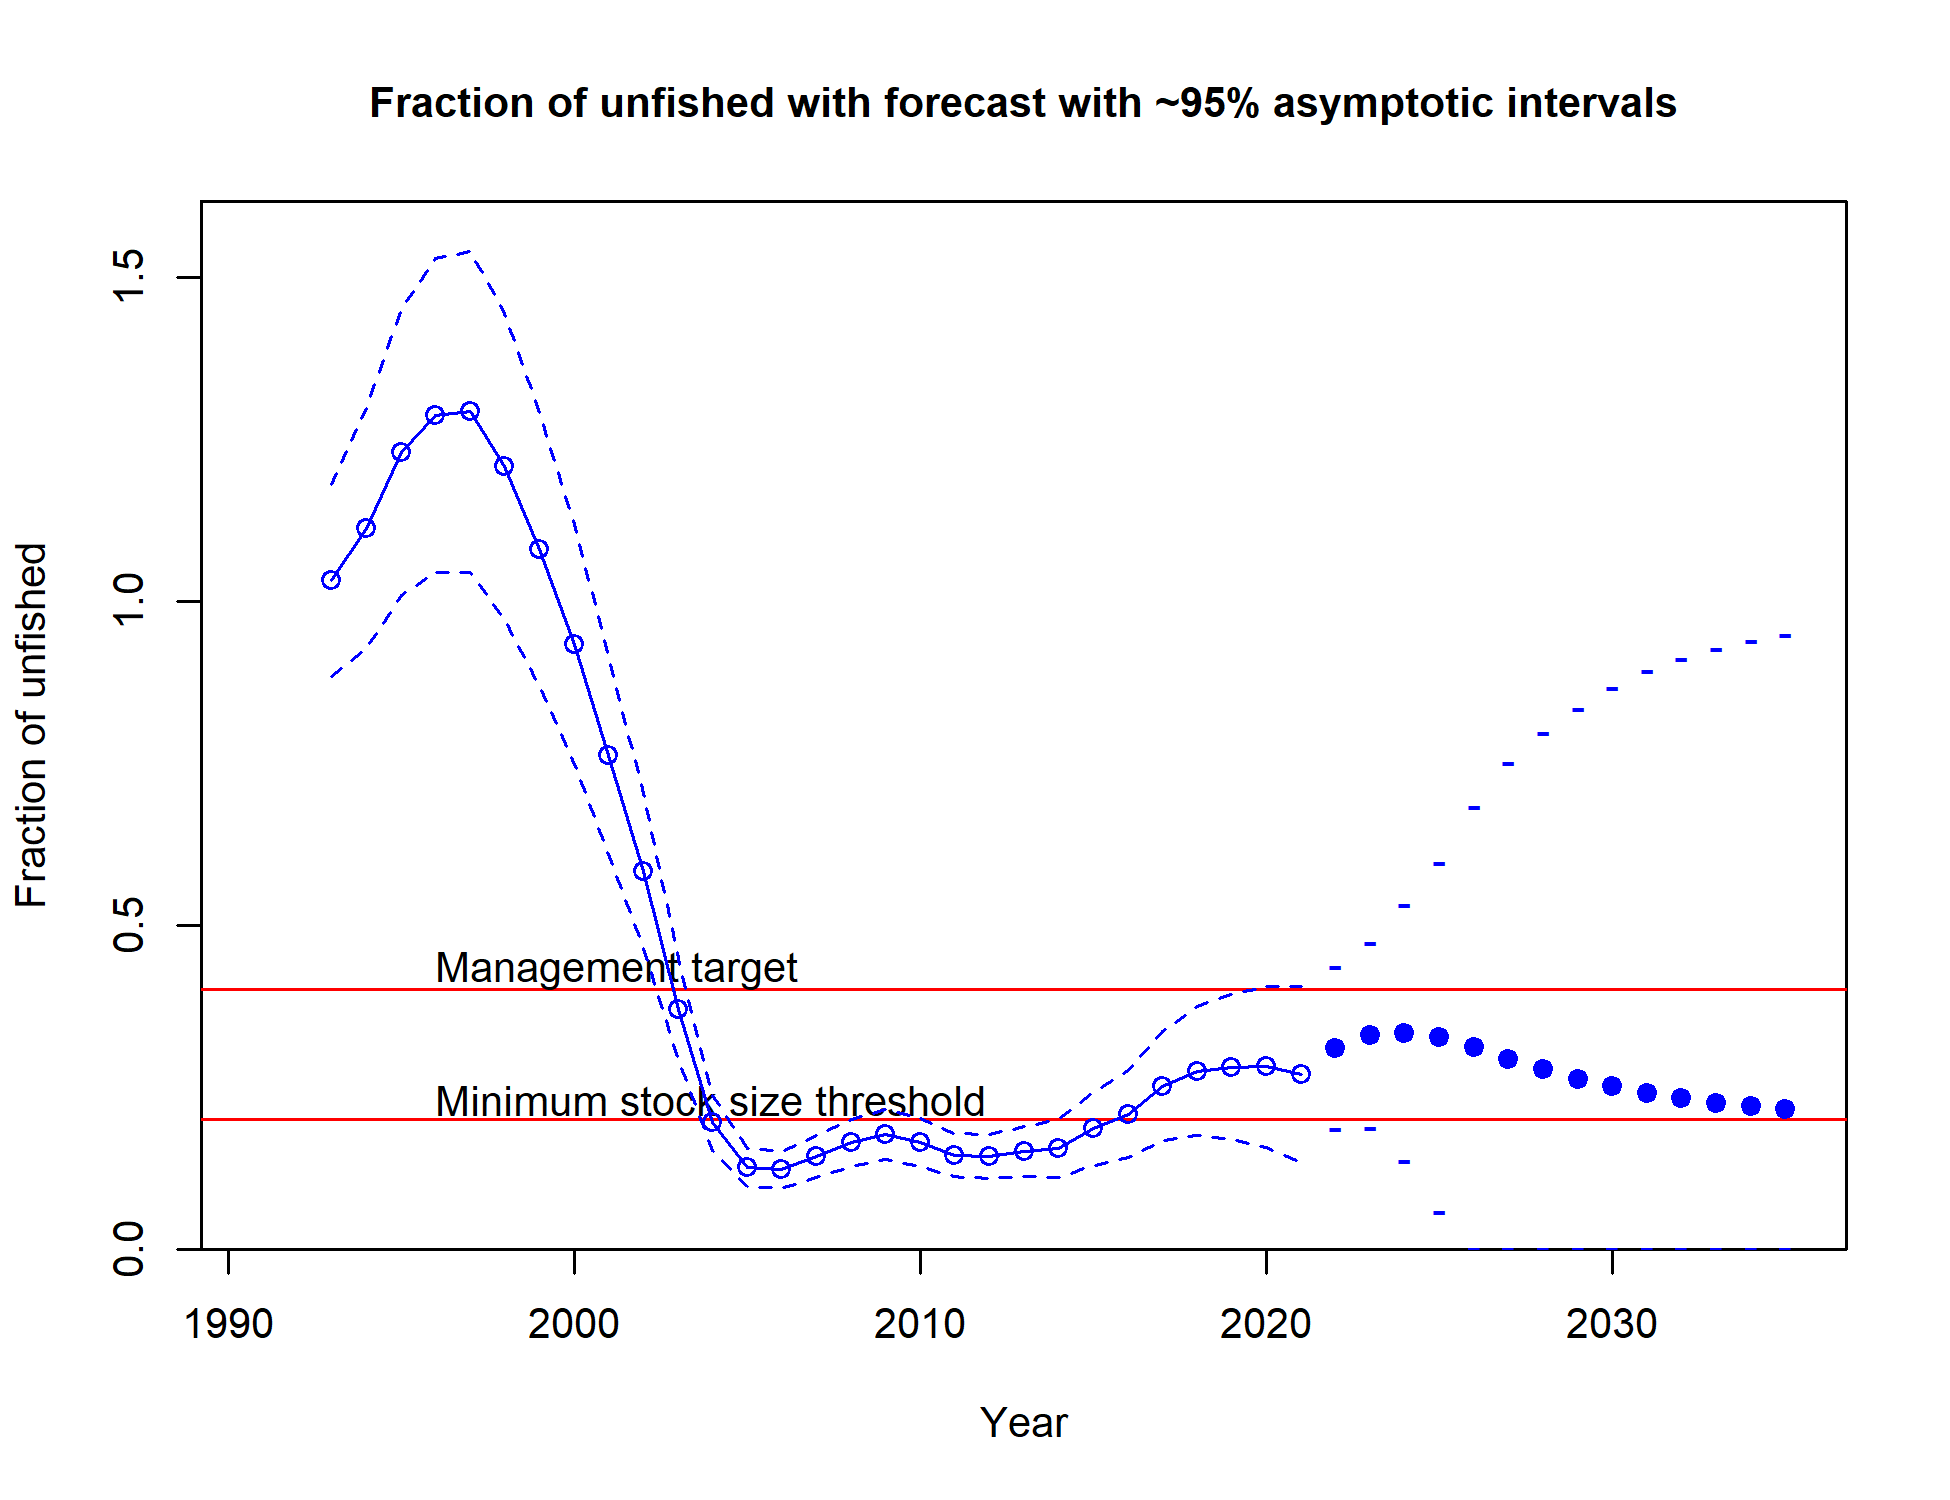 Fraction of unfished with forecast with ~95% asymptotic intervals
Fraction of unfished
1.5
1.0
0.5
0.0
Management target
Minimum stock size threshold
1990 2000 2010 2020 2030
Year